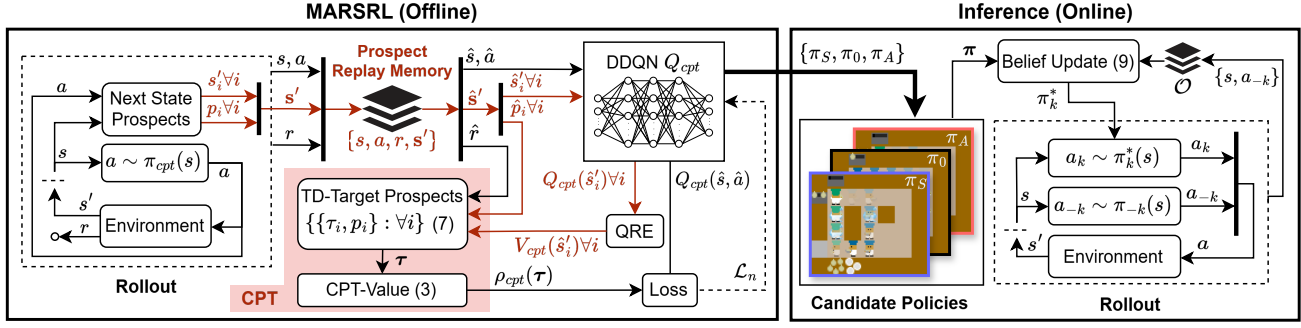 MARSRL (Offline)
Inference (Online)
Next State
Prospects
a
s
s'_i ∀i
p_i ∀i
a ∼ π_cpt(s)
a
s'
r
Environment
Rollout
s, a
s'
r
Prospect
Replay Memory
{s, a, r, s'}
ŝ, â
ŝ'
r̂
ŝ'_i ∀i
p̂_i ∀i
DDQN Q_cpt
Q_cpt(ŝ'_i)∀i
Q_cpt(ŝ, â)
QRE
V_cpt(ŝ'_i)∀i
TD-Target Prospects
{{τ_i, p_i} : ∀i} (7)
τ
CPT
CPT-Value (3)
ρ_cpt(τ)
Loss
ℒ_n
{π_S, π_0, π_A}
π_A
π_0
π_S
Candidate Policies
π
Belief Update (9)
𝒪
{s, a_−k}
π*_k
a_k ∼ π*_k(s)
a_k
s
a_−k ∼ π_−k(s)
a_−k
s'
Environment
a
Rollout